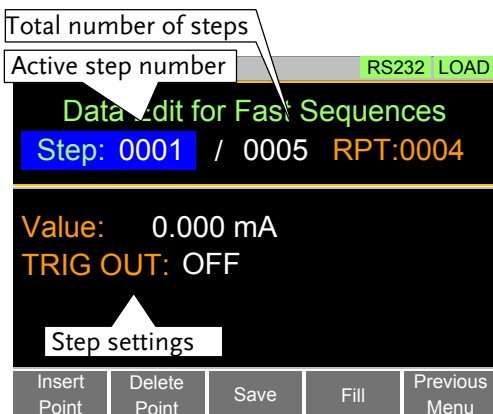 Total number of steps
Active step number
RS232 LOAD
Data Edit for Fast Sequences
Step: 0001 / 0005 RPT:0004
Value: 0.000 mA
TRIG OUT: OFF
Step settings
Insert Point
Delete Point
Save
Fill
Previous Menu